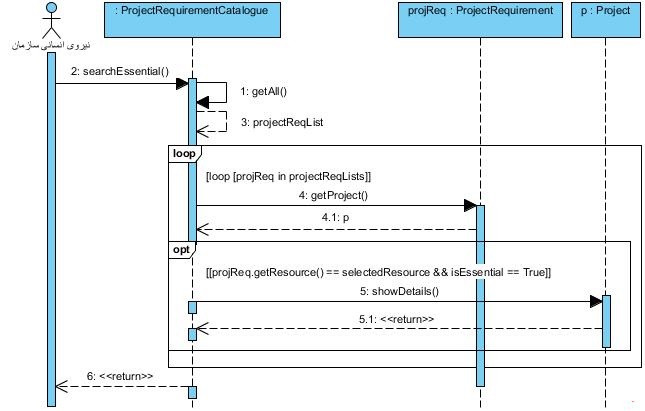 : ProjectRequirementCatalogue
projReq : ProjectRequirement
p : Project
نیروی انسانی سازمان
2: searchEssential()
1: getAll()
3: projectReqList
loop
[loop [projReq in projectReqLists]]
4: getProject()
4.1: p
opt
[[projReq.getResource() == selectedResource && isEssential == True]]
5: showDetails()
5.1: <<return>>
6: <<return>>